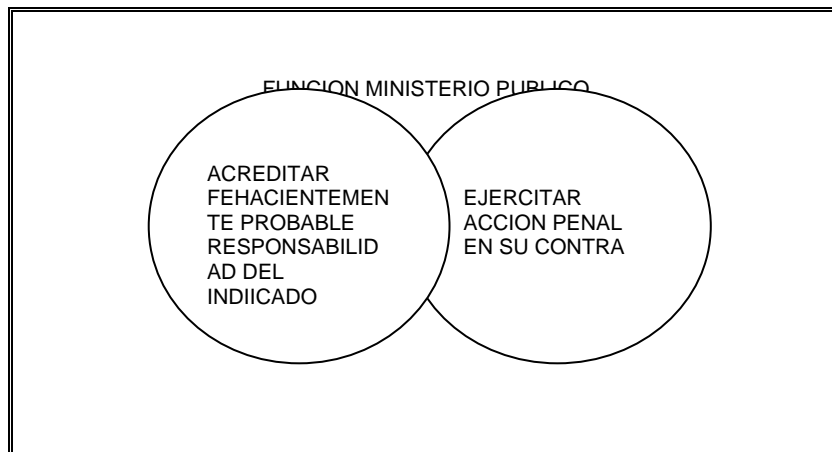 FUNCION MINISTERIO PUBLICO
ACREDITAR
FEHACIENTEMEN
TE PROBABLE
RESPONSABILID
AD DEL
INDIICADO
EJERCITAR
ACCION PENAL
EN SU CONTRA